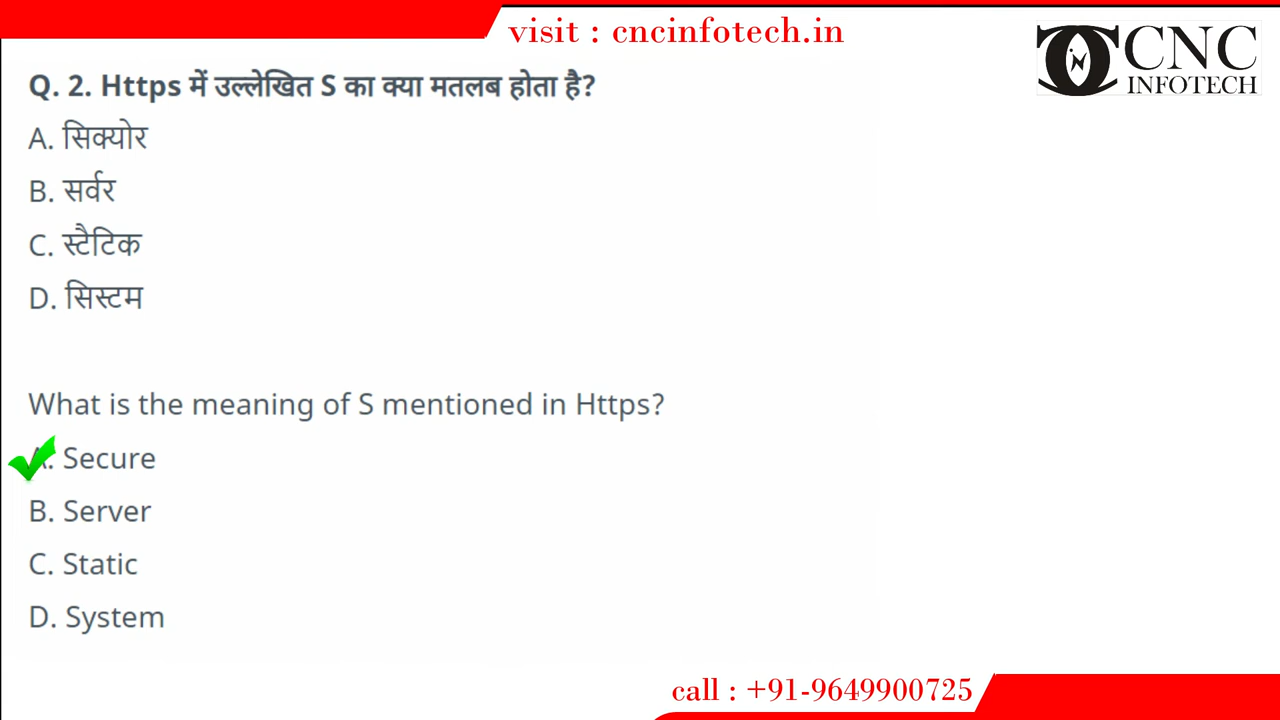 visit : cncinfotech.in
CNC
INFOTECH
Q. 2. Https में उल्लेखित S का क्या मतलब होता है?
A. सिक्योर
B. सर्वर
C. स्टैटिक
D. सिस्टम
What is the meaning of S mentioned in Https?
A. Secure
B. Server
C. Static
D. System
call : +91-9649900725